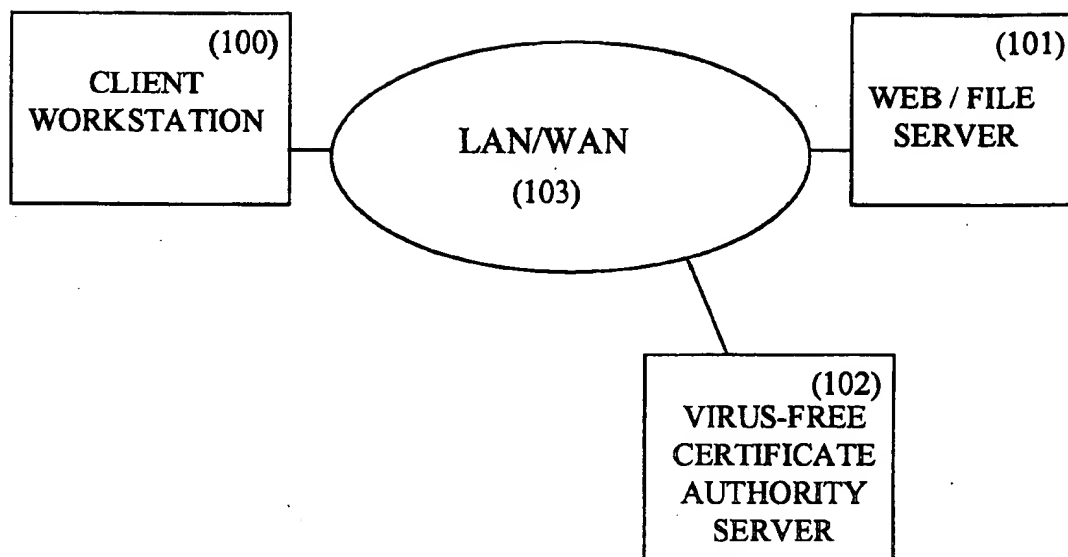 (100)
CLIENT
WORKSTATION
LAN/WAN
(103)
(101)
WEB / FILE
SERVER
(102)
VIRUS-FREE
CERTIFICATE
AUTHORITY
SERVER